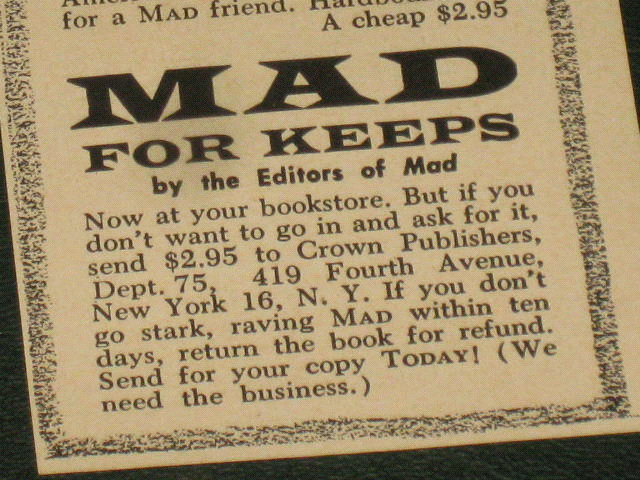 for a MAD friend. Hardbou
A cheap $2.95
MAD
FOR KEEPS
by the Editors of Mad
Now at your bookstore. But if you
don't want to go in and ask for it,
send $2.95 to Crown Publishers,
Dept. 75, 419 Fourth Avenue,
New York 16, N. Y. If you don't
go stark, raving MAD within ten
days, return the book for refund.
Send for your copy TODAY! (We
need the business.)